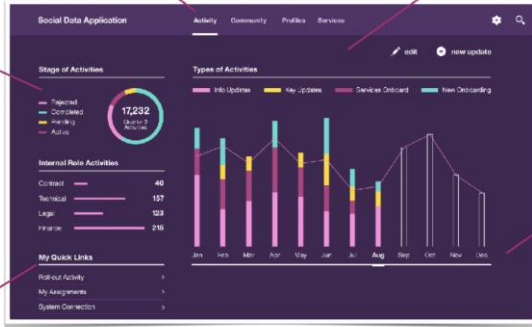 Social Data Application
Activity Community Profiles Services
edit new update
Stage of Activities
Rejected
Completed
Pending
Active
17,232
Quarter 3
Activities
Types of Activities
Info Updates Key Updates Services Onboard New Onboarding
Internal Role Activities
Contract 40
Technical 157
Legal 123
Finance 215
Jan Feb Mar Apr May Jun Jul Aug Sep Oct Nov Dec
My Quick Links
Roll-out Activity
My Assignments
System Connection